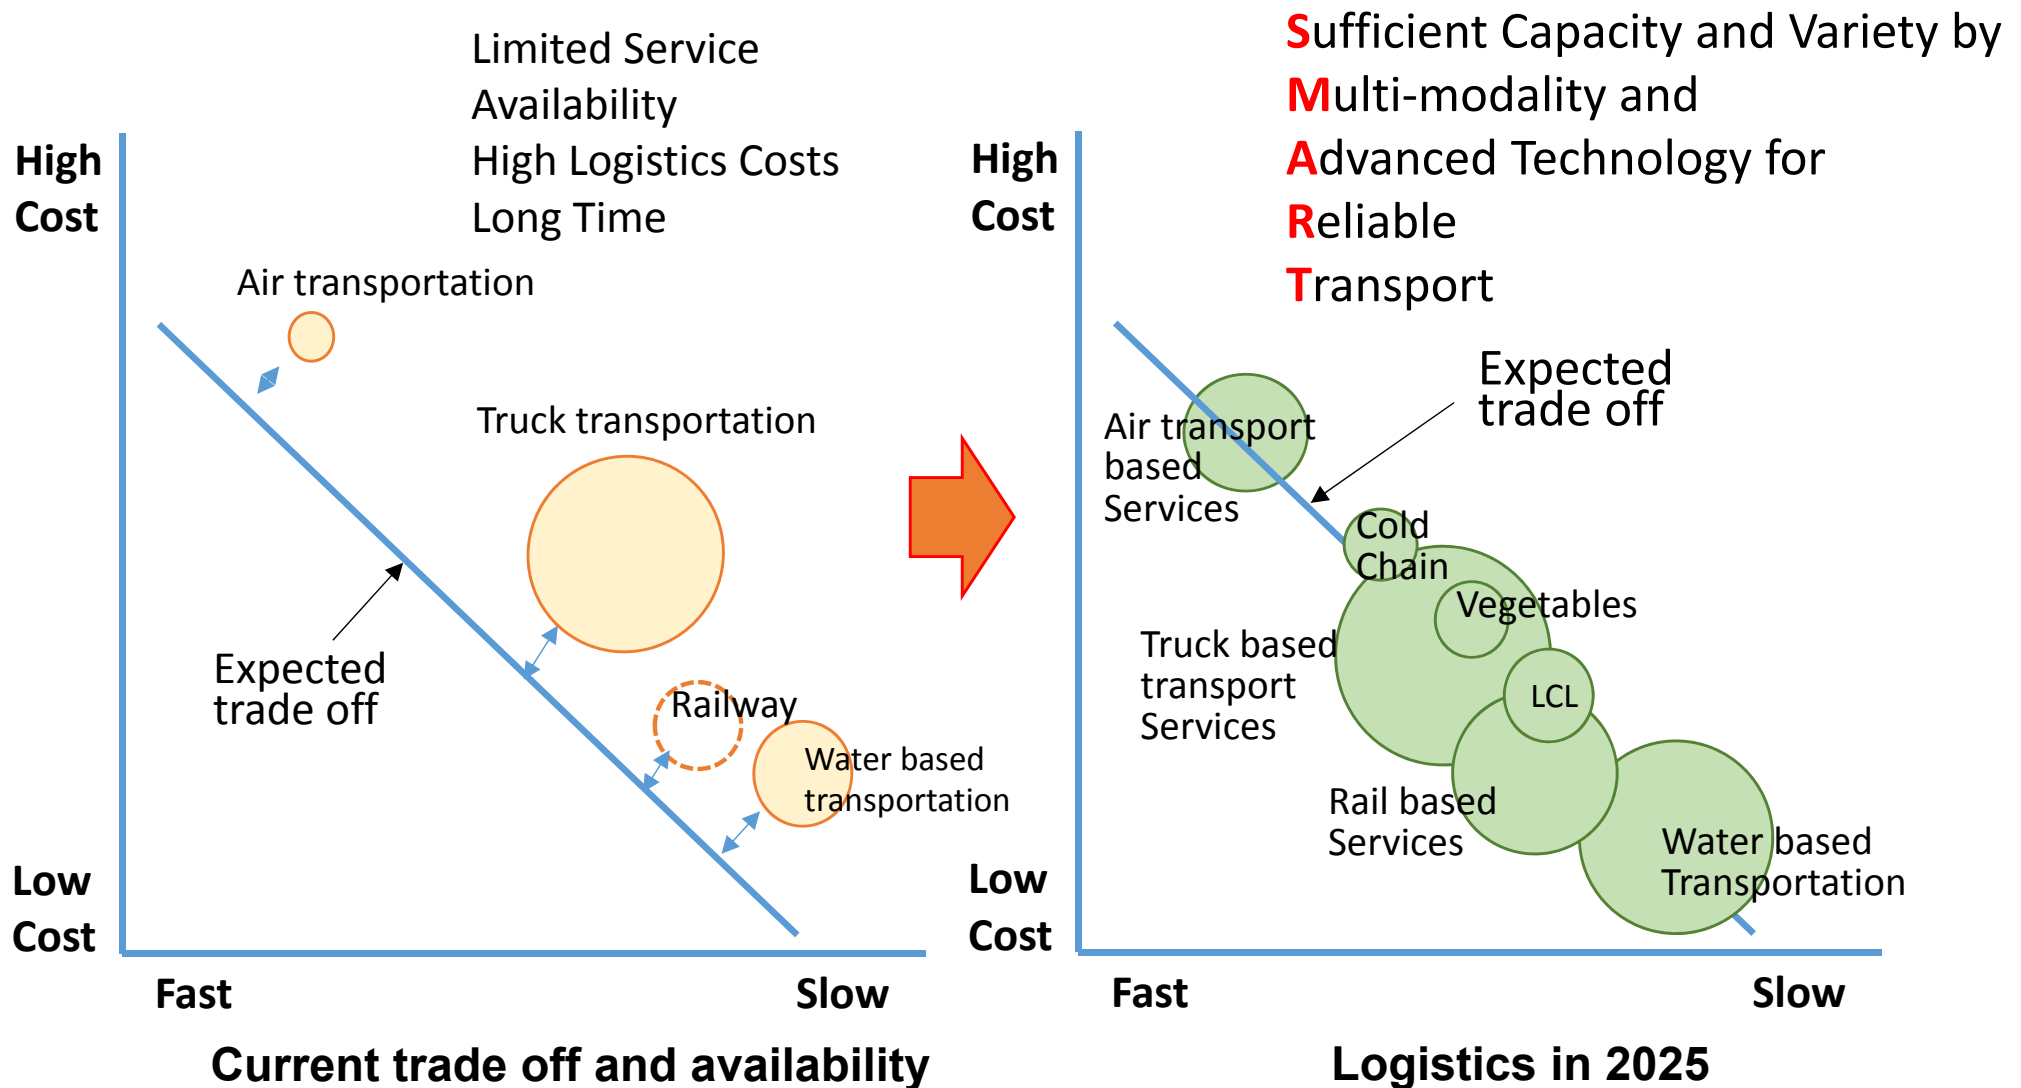 Limited Service
Availability
High Logistics Costs
Long Time
High
Cost
Air transportation
Truck transportation
Expected
trade off
Railway
Water based
transportation
Low
Cost
Fast
Slow
Current trade off and availability
Sufficient Capacity and Variety by
Multi-modality and
Advanced Technology for
Reliable
Transport
High
Cost
Expected
trade off
Air transport
based
Services
Cold
Chain
Vegetables
Truck based
transport
Services
LCL
Rail based
Services
Water based
Transportation
Low
Cost
Fast
Slow
Logistics in 2025